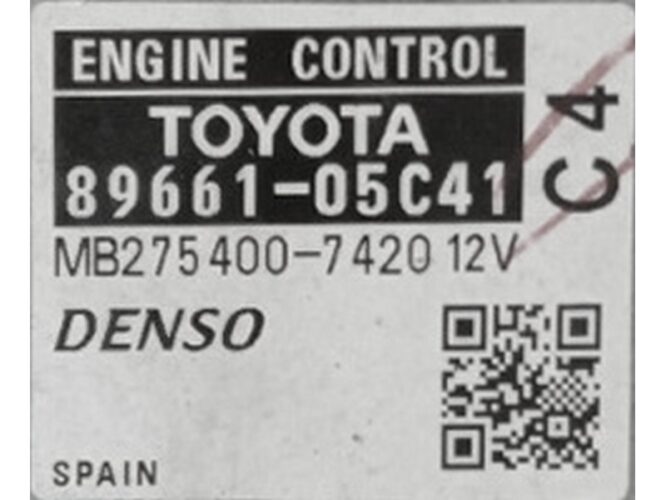 ENGINE CONTROL
TOYOTA
89661-05C41
C4
MB275400-7420 12V
DENSO
SPAIN